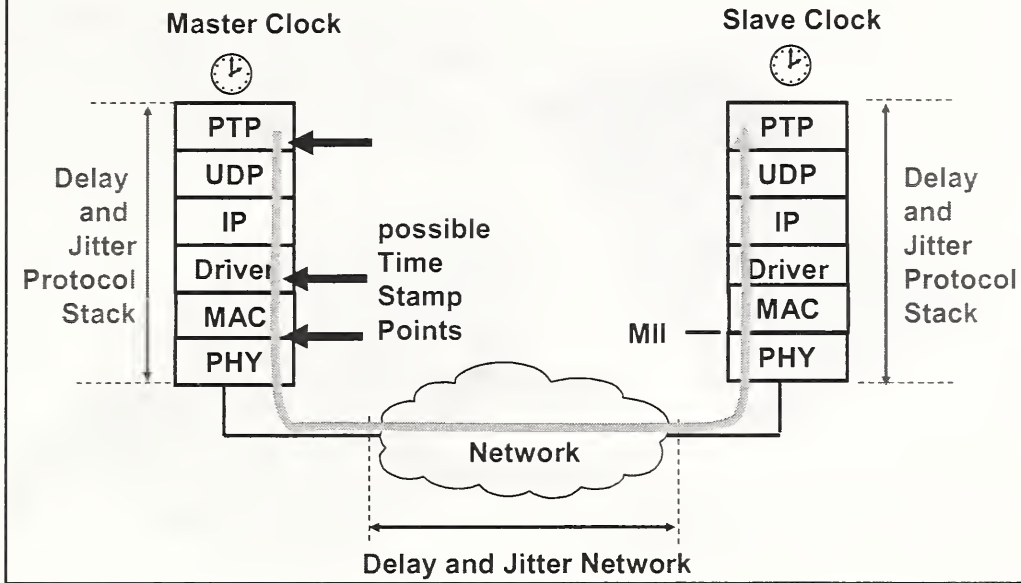 Master Clock
Slave Clock
PTP
UDP
IP
Driver
MAC
PHY
Delay
and
Jitter
Protocol
Stack
possible
Time
Stamp
Points
MII
PTP
UDP
IP
Driver
MAC
PHY
Delay
and
Jitter
Protocol
Stack
Network
Delay and Jitter Network